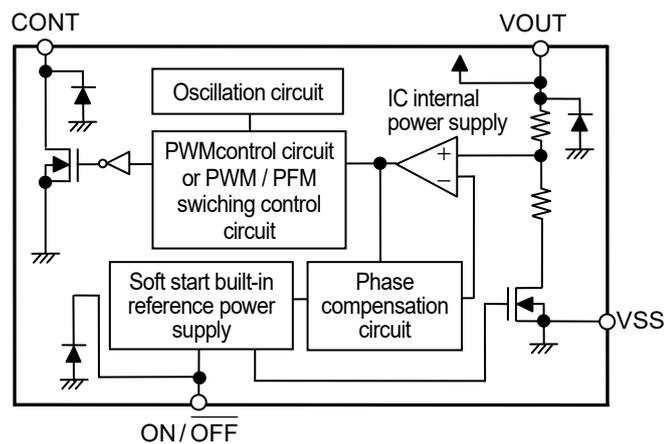 CONT
VOUT
Oscillation circuit
IC internal
power supply
PWMcontrol circuit
or PWM / PFM
swiching control
circuit
+
−
Soft start built-in
reference power
supply
Phase
compensation
circuit
VSS
ON/OFF